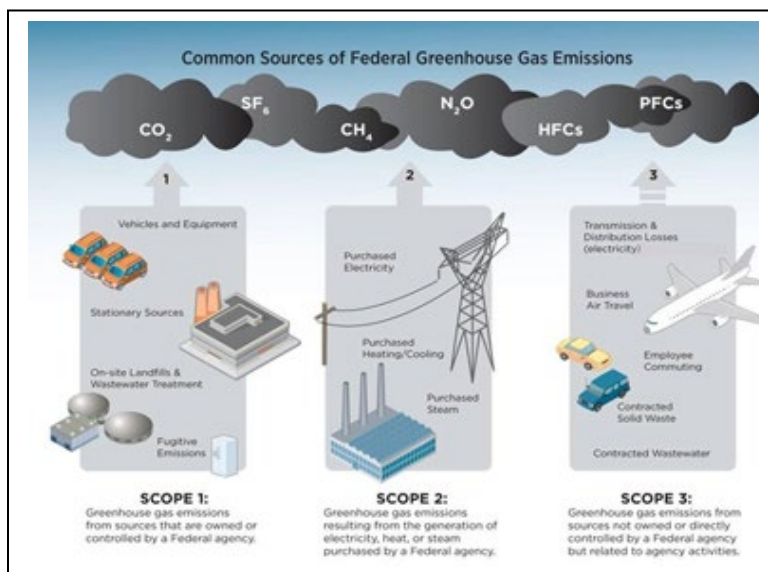 Common Sources of Federal Greenhouse Gas Emissions
CO₂
SF₆
CH₄
N₂O
HFCs
PFCs
1
Vehicles and Equipment
Stationary Sources
On-site Landfills &
Wastewater Treatment
Fugitive
Emissions
SCOPE 1:
Greenhouse gas emissions
from sources that are owned or
controlled by a Federal agency.
2
Purchased
Electricity
Purchased
Heating/Cooling
Purchased
Steam
SCOPE 2:
Greenhouse gas emissions
resulting from the generation of
electricity, heat, or steam
purchased by a Federal agency.
3
Transmission &
Distribution Losses
(electricity)
Business
Air Travel
Employee
Commuting
Contracted
Solid Waste
Contracted Wastewater
SCOPE 3:
Greenhouse gas emissions from
sources not owned or directly
controlled by a Federal agency
but related to agency activities.